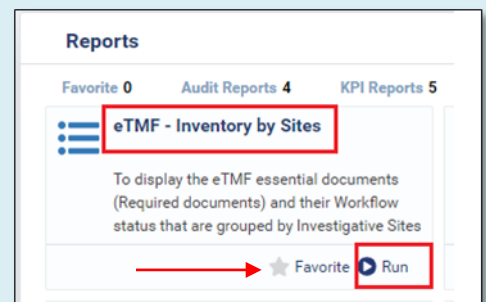 Reports
Favorite 0 Audit Reports 4 KPI Reports 5
eTMF - Inventory by Sites
To display the eTMF essential documents
(Required documents) and their Workflow
status that are grouped by Investigative Sites
Favorite Run